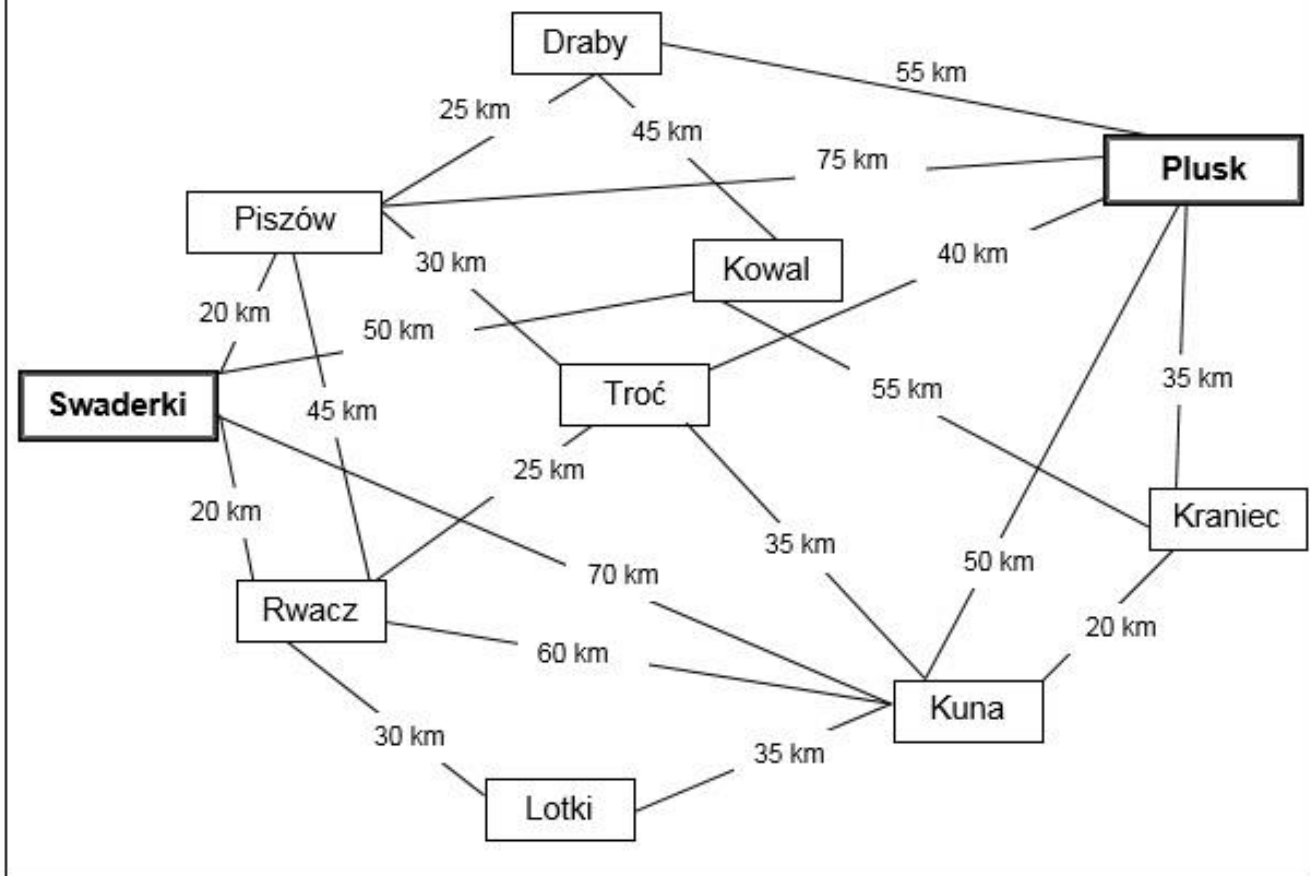 Draby
55 km
25 km
45 km
75 km
Plusk
Piszów
30 km
Kowal
40 km
20 km
50 km
Swaderki
45 km
Troć
55 km
35 km
25 km
20 km
35 km
Kraniec
70 km
50 km
Rwacz
60 km
20 km
Kuna
30 km
35 km
Lotki